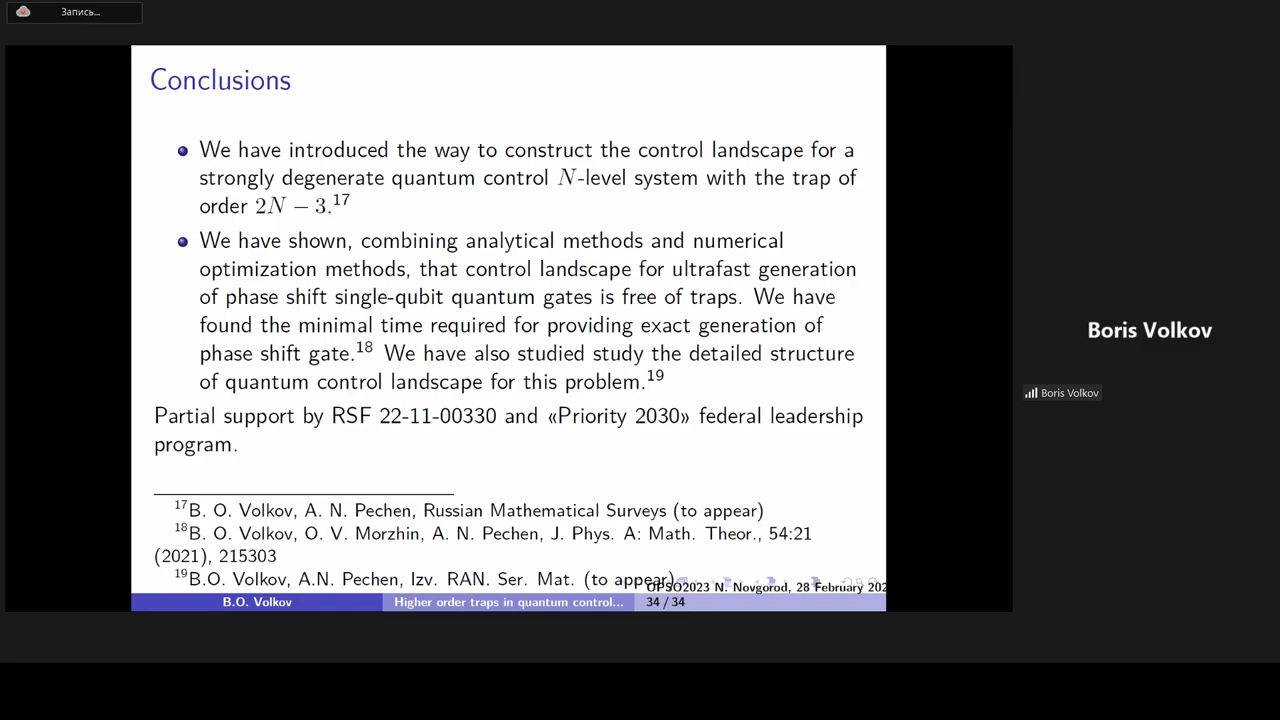 Запись...
Conclusions
We have introduced the way to construct the control landscape for a
strongly degenerate quantum control N-level system with the trap of
order 2N − 3.17
We have shown, combining analytical methods and numerical
optimization methods, that control landscape for ultrafast generation
of phase shift single-qubit quantum gates is free of traps. We have
found the minimal time required for providing exact generation of
phase shift gate.18 We have also studied study the detailed structure
of quantum control landscape for this problem.19
Partial support by RSF 22-11-00330 and «Priority 2030» federal leadership
program.
17B. O. Volkov, A. N. Pechen, Russian Mathematical Surveys (to appear)
18B. O. Volkov, O. V. Morzhin, A. N. Pechen, J. Phys. A: Math. Theor., 54:21
(2021), 215303
19B.O. Volkov, A.N. Pechen, Izv. RAN. Ser. Mat. (to appear)
OPSO2023 N. Novgorod, 28 February 202
B.O. Volkov
Higher order traps in quantum control...
34 / 34
Boris Volkov
Boris Volkov